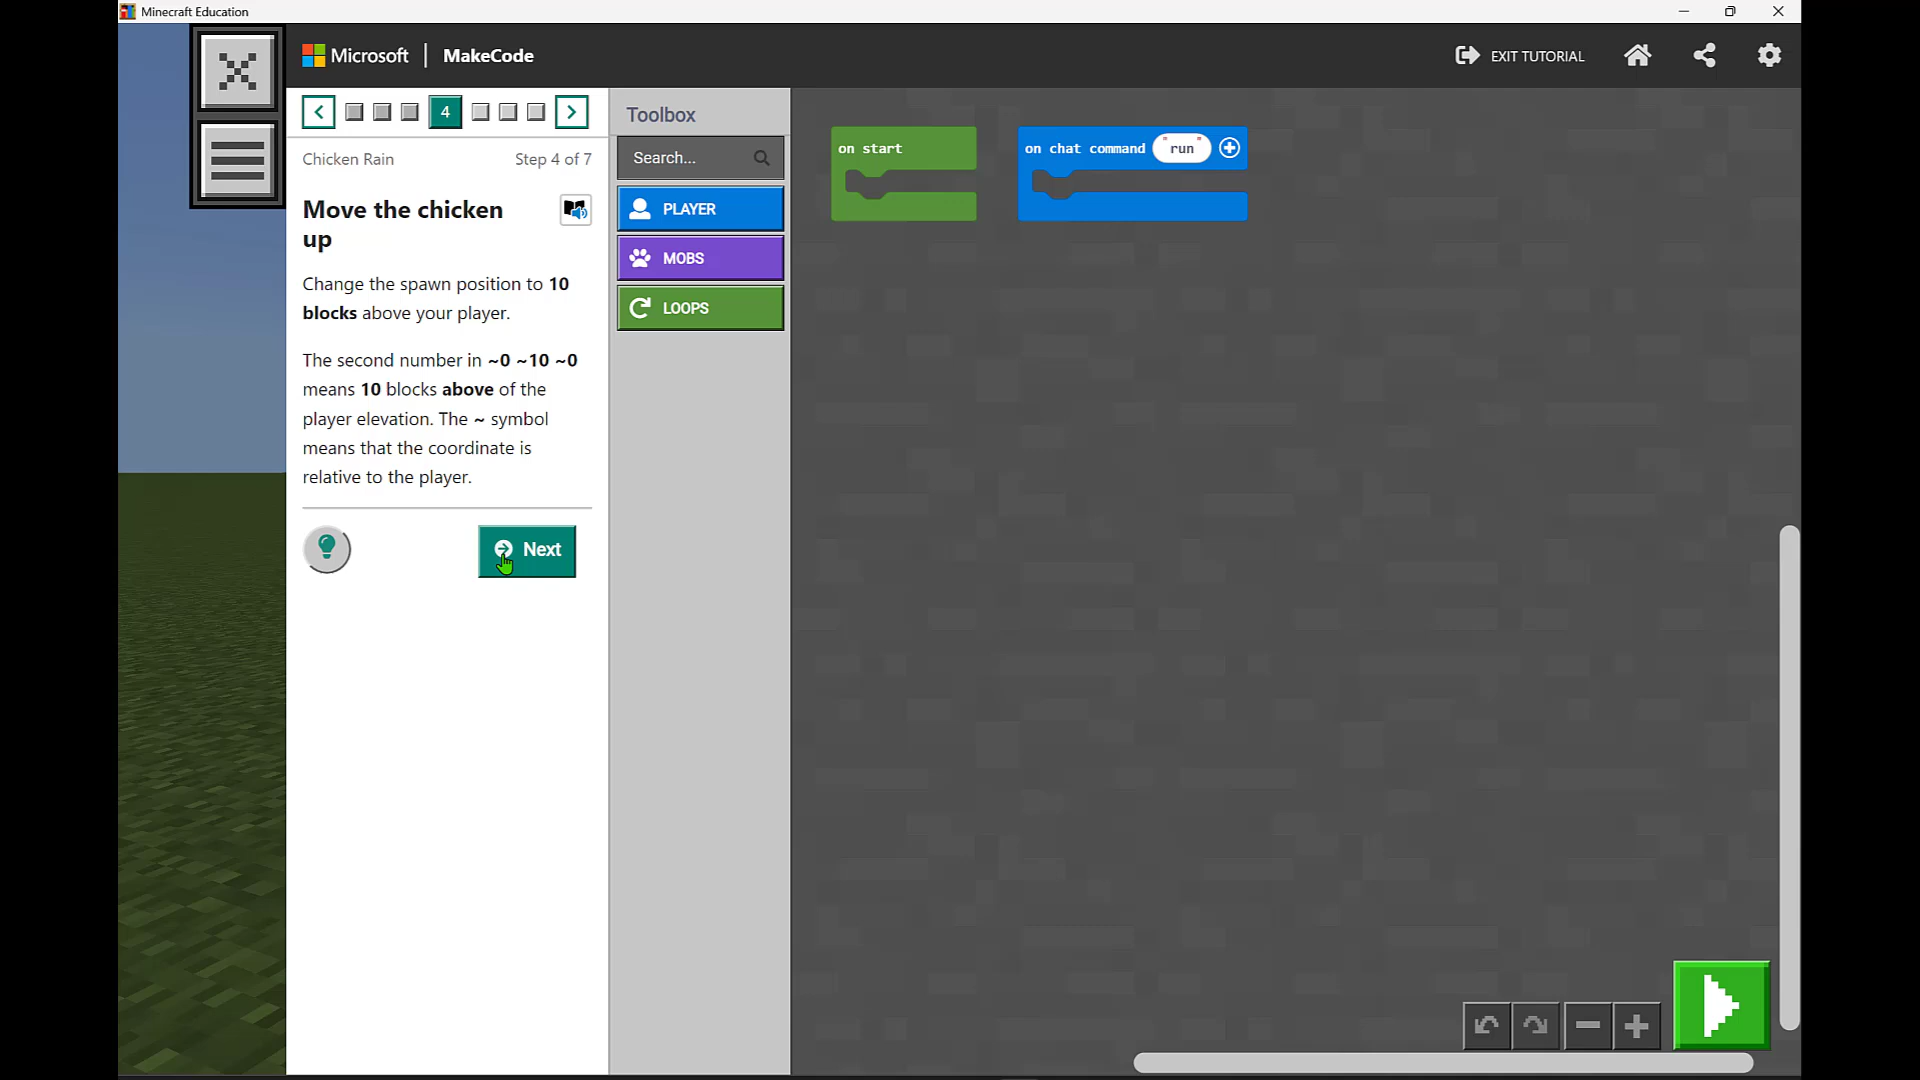 Minecraft Education
Microsoft | MakeCode
EXIT TUTORIAL
4
Chicken Rain
Step 4 of 7
Move the chicken
up
Change the spawn position to 10
blocks above your player.
The second number in ~0 ~10 ~0
means 10 blocks above of the
player elevation. The ~ symbol
means that the coordinate is
relative to the player.
Next
Toolbox
Search...
PLAYER
MOBS
LOOPS
on start
on chat command "run"